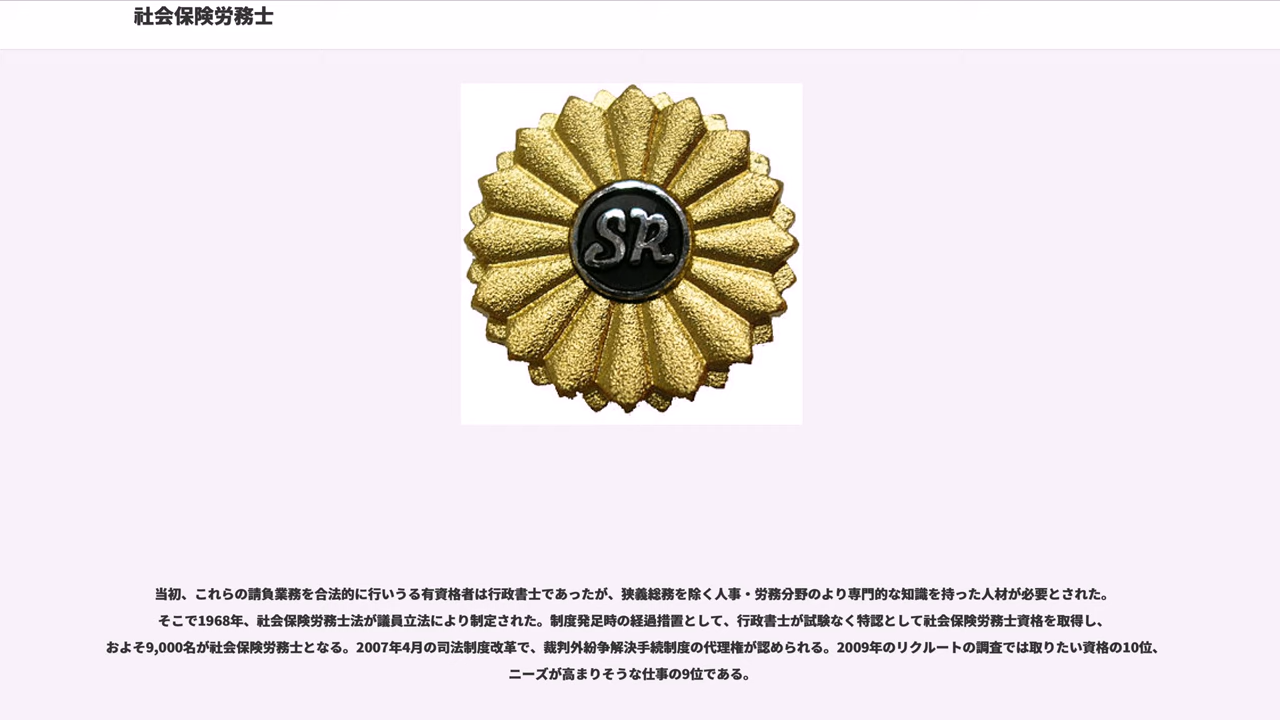 社会保険労務士
SR
当初、これらの請負業務を合法的に行いうる有資格者は行政書士であったが、狭義総務を除く人事・労務分野のより専門的な知識を持った人材が必要とされた。
そこで1968年、社会保険労務士法が議員立法により制定された。制度発足時の経過措置として、行政書士が試験なく特認として社会保険労務士資格を取得し、
およそ9,000名が社会保険労務士となる。2007年4月の司法制度改革で、裁判外紛争解決手続制度の代理権が認められる。2009年のリクルートの調査では取りたい資格の10位、
ニーズが高まりそうな仕事の9位である。